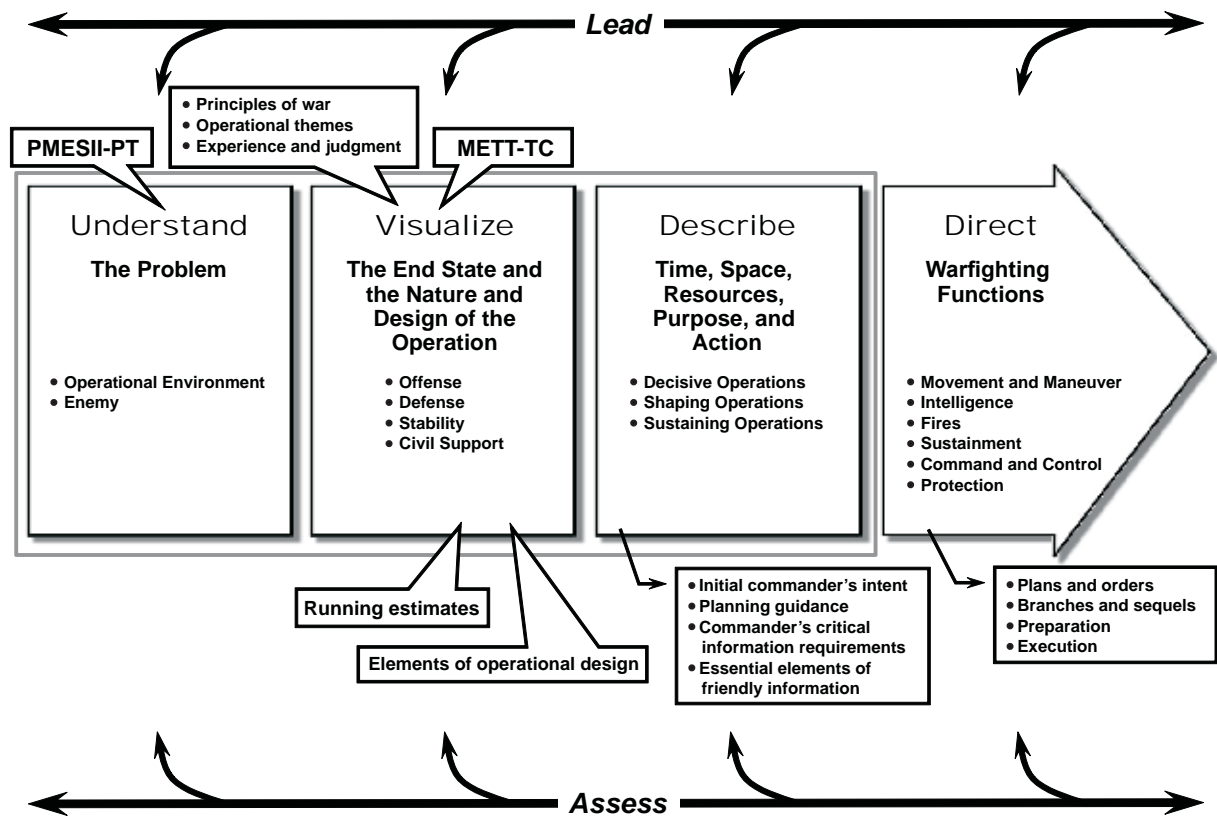 Lead
• Principles of war
• Operational themes
• Experience and judgment
PMESII-PT
METT-TC
Understand
The Problem
• Operational Environment
• Enemy
Visualize
The End State and
the Nature and
Design of the
Operation
• Offense
• Defense
• Stability
• Civil Support
Describe
Time, Space,
Resources,
Purpose, and
Action
• Decisive Operations
• Shaping Operations
• Sustaining Operations
Direct
Warfighting
Functions
• Movement and Maneuver
• Intelligence
• Fires
• Sustainment
• Command and Control
• Protection
Running estimates
Elements of operational design
• Initial commander’s intent
• Planning guidance
• Commander’s critical
information requirements
• Essential elements of
friendly information
• Plans and orders
• Branches and sequels
• Preparation
• Execution
Assess